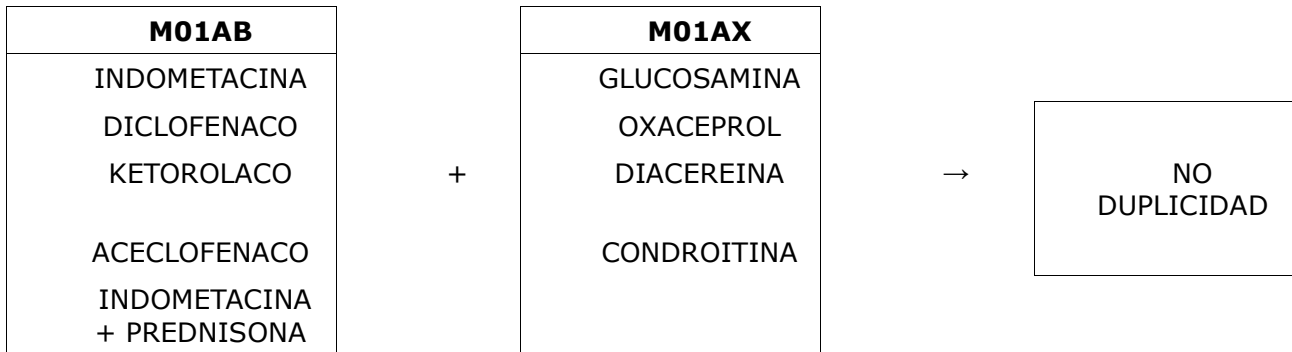 M01AB
INDOMETACINA
DICLOFENACO
KETOROLACO
ACECLOFENACO
INDOMETACINA
+ PREDNISONA
+
M01AX
GLUCOSAMINA
OXACEPROL
DIACEREINA
CONDROITINA
→
NO
DUPLICIDAD